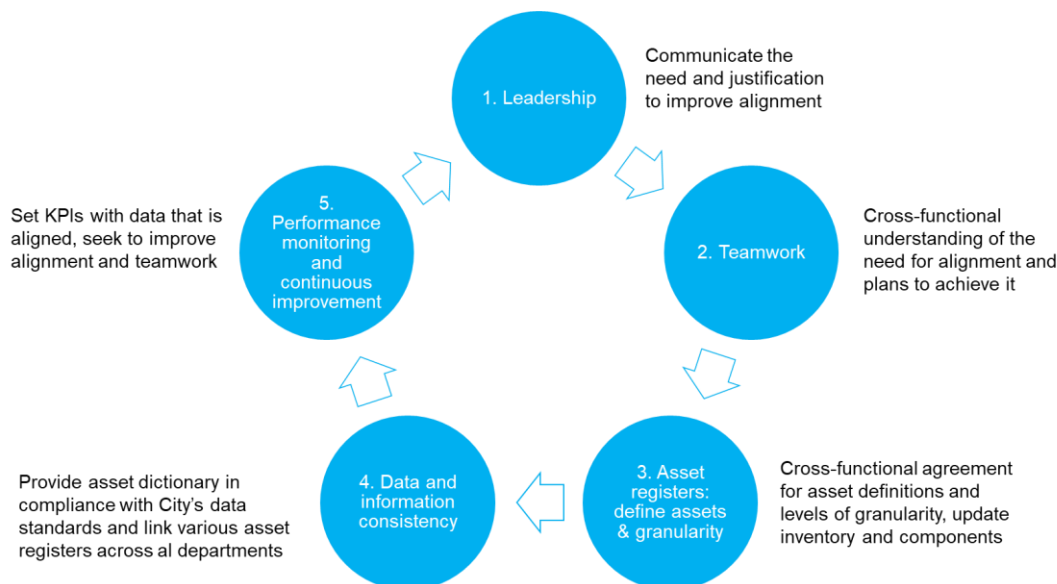 1. Leadership
Communicate the
need and justification
to improve alignment
2. Teamwork
Cross-functional
understanding of the
need for alignment and
plans to achieve it
3. Asset
registers:
define assets
& granularity
Cross-functional agreement
for asset definitions and
levels of granularity, update
inventory and components
4. Data and
information
consistency
Provide asset dictionary in
compliance with City's data
standards and link various asset
registers across al departments
5.
Performance
monitoring
and
continuous
improvement
Set KPIs with data that is
aligned, seek to improve
alignment and teamwork